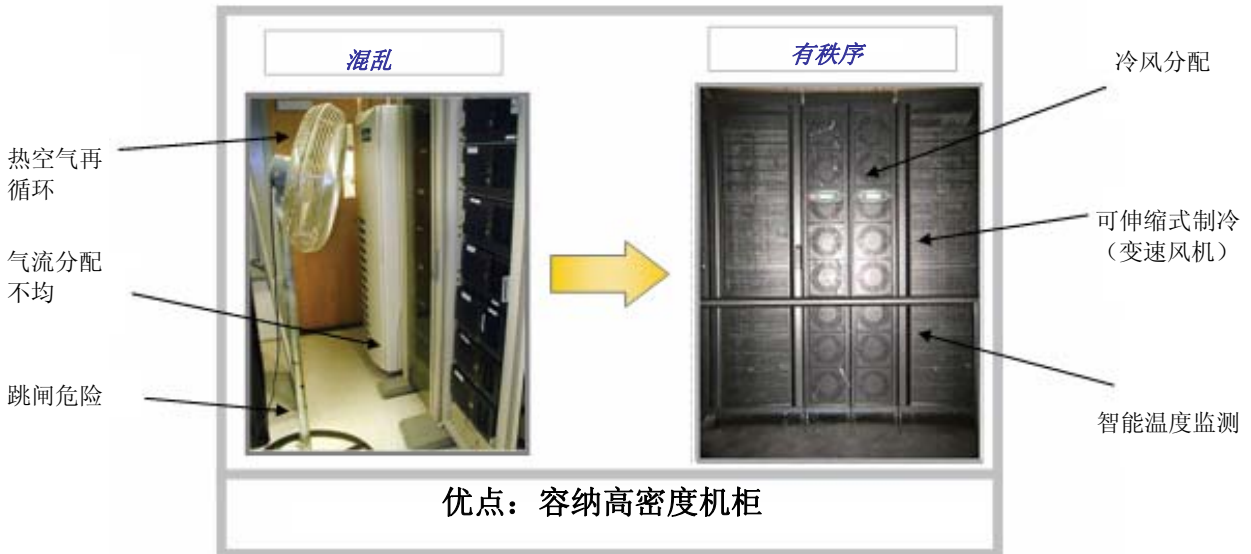 混乱
有秩序
热空气再
循环
气流分配
不均
跳闸危险
冷风分配
可伸缩式制冷
（变速风机）
智能温度监测
优点：容纳高密度机柜